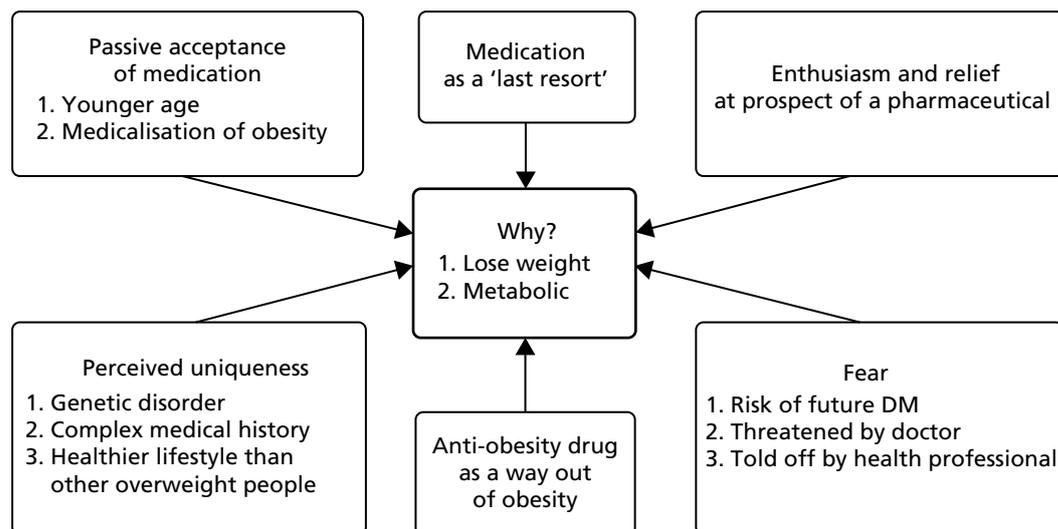 Passive acceptance
of medication
1. Younger age
2. Medicalisation of obesity
Medication
as a ‘last resort’
Enthusiasm and relief
at prospect of a pharmaceutical
Why?
1. Lose weight
2. Metabolic
Perceived uniqueness
1. Genetic disorder
2. Complex medical history
3. Healthier lifestyle than
other overweight people
Anti-obesity drug
as a way out
of obesity
Fear
1. Risk of future DM
2. Threatened by doctor
3. Told off by health professional